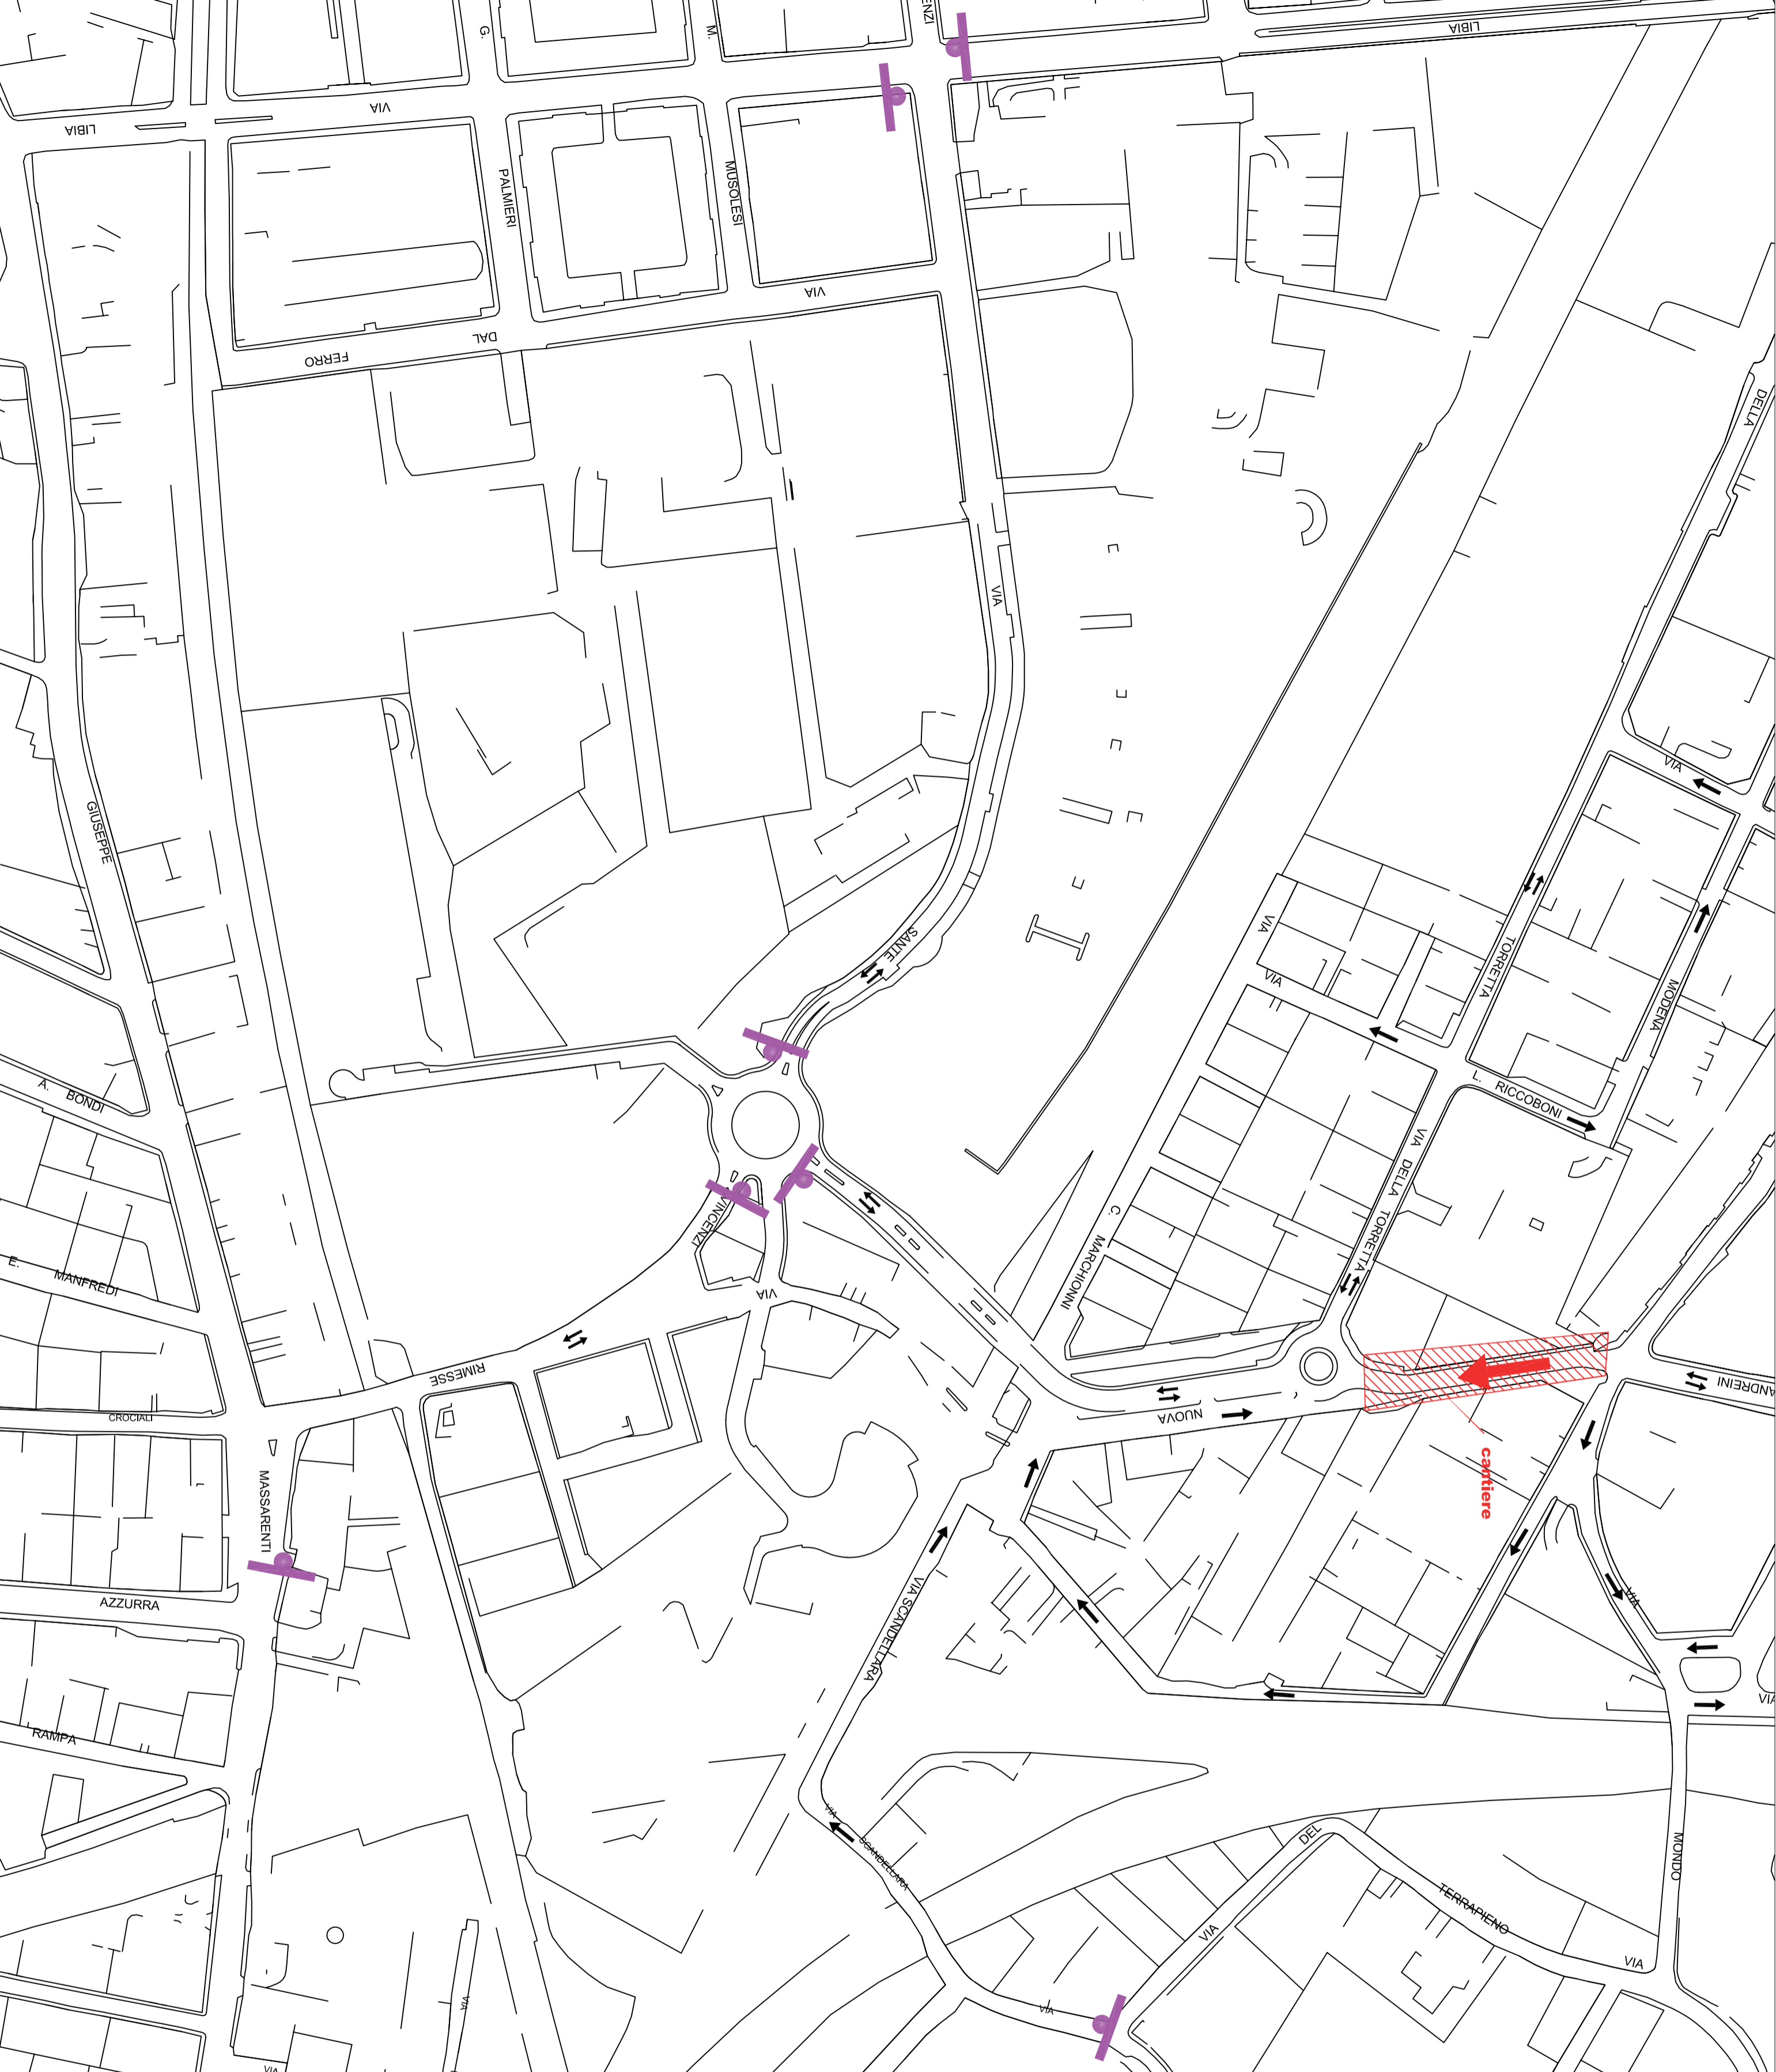 ENZI
G.
M.
LIBIA
VIA
LIBIA
PALMIERI
MUSOLESI
VIA
DAL
FERRO
DELLA
VIA
VIA
GIUSEPPE
VIA
SANTE
TORRETTA
VIA
MODENA
A.
BONDI
L.
RICCOBONI
VIA
DELLA
TORRETTA
C.
MARCHIONNI
VINCENZI
E.
MANFREDI
VIA
RIMESSE
ANDREINI
NUOVA
CROCIALI
cantiere
MASSARENTI
AZZURRA
VIA SCANDELLARA
VIA
VIA
RAMPA
VIA
SCANDELLARA
DEL
MONDO
TERRAPIENO
VIA
VIA
VIA
VIA
VIA